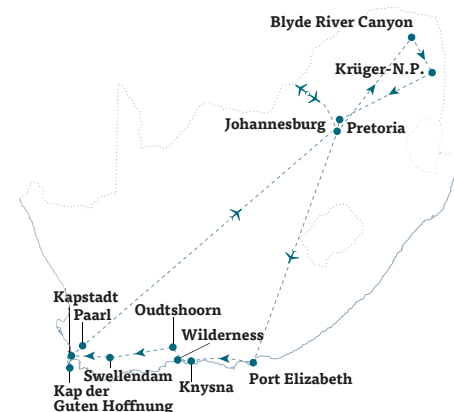 Blyde River Canyon
Krüger-N.P.
Johannesburg
Pretoria
Kapstadt
Paarl
Oudtshoorn
Wilderness
Swellendam
Knysna
Port Elizabeth
Kap der
Guten Hoffnung